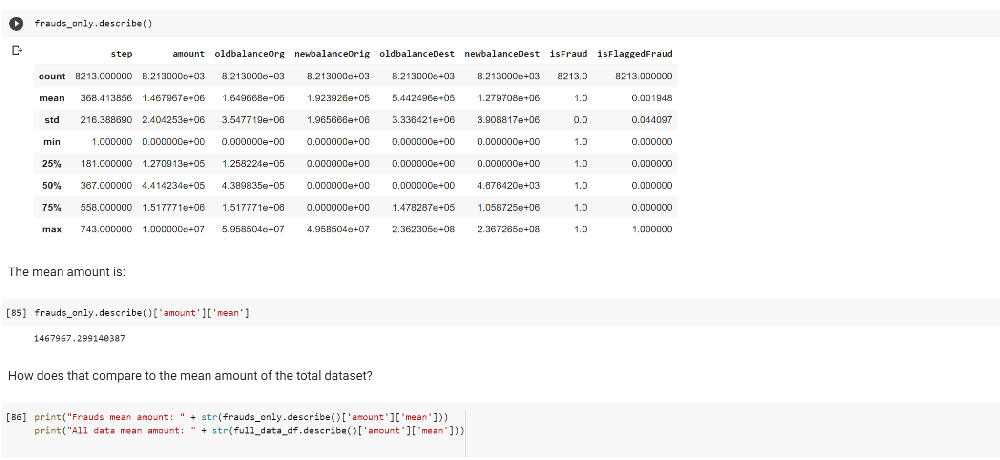 frauds_only.describe()
step amount oldbalanceOrg newbalanceOrig oldbalanceDest newbalanceDest isFraud isFlaggedFraud
count 8213.000000 8.213000e+03 8.213000e+03 8.213000e+03 8.213000e+03 8.213000e+03 8213.0 8213.000000
mean 368.413856 1.467967e+06 1.649668e+06 1.923926e+05 5.442496e+05 1.279708e+06 1.0 0.001948
std 216.388690 2.404253e+06 3.547719e+06 1.965666e+06 3.336421e+06 3.908817e+06 0.0 0.044097
min 1.000000 0.000000e+00 0.000000e+00 0.000000e+00 0.000000e+00 0.000000e+00 1.0 0.000000
25% 181.000000 1.270913e+05 1.258224e+05 0.000000e+00 0.000000e+00 0.000000e+00 1.0 0.000000
50% 367.000000 4.414234e+05 4.389835e+05 0.000000e+00 0.000000e+00 4.676420e+03 1.0 0.000000
75% 558.000000 1.517771e+06 1.517771e+06 0.000000e+00 1.478287e+05 1.058725e+06 1.0 0.000000
max 743.000000 1.000000e+07 5.958504e+07 4.958504e+07 2.362305e+08 2.367265e+08 1.0 1.000000
The mean amount is:
[85] frauds_only.describe()['amount']['mean']
1467967.299140387
How does that compare to the mean amount of the total dataset?
[86] print("Frauds mean amount: " + str(frauds_only.describe()['amount']['mean']))
print("All data mean amount: " + str(full_data_df.describe()['amount']['mean']))